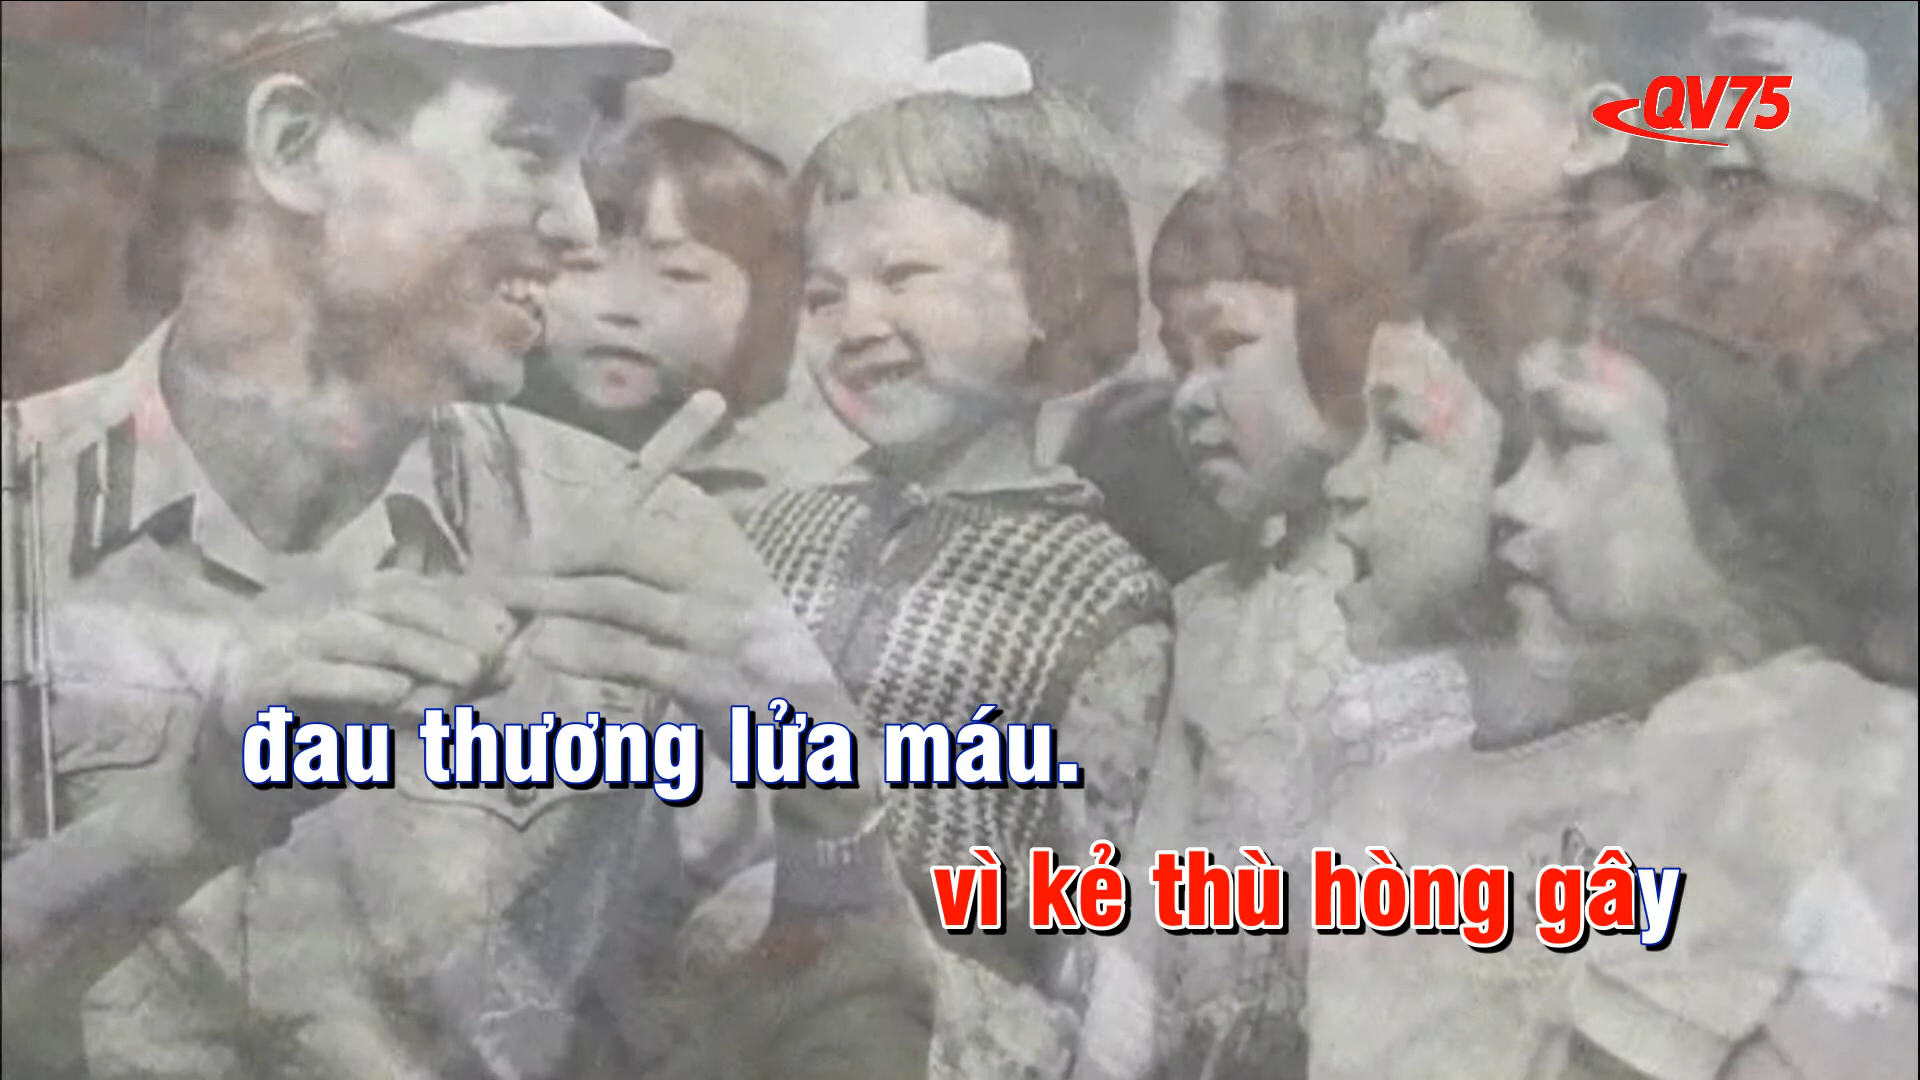 QV75
đau thương lửa máu.
vì kẻ thù hòng gây